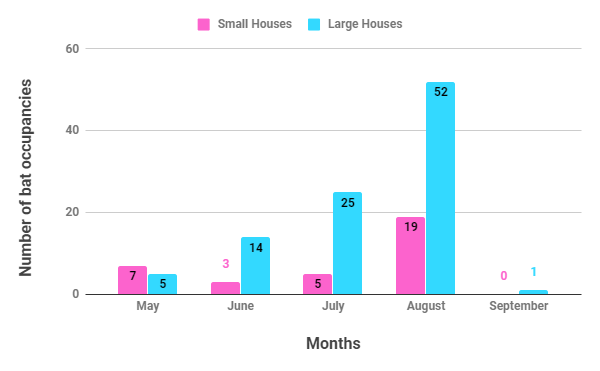 Small Houses Large Houses
Number of bat occupancies
60
40
20
0
7 5
3 14
5 25
19 52
0 1
May June July August September
Months